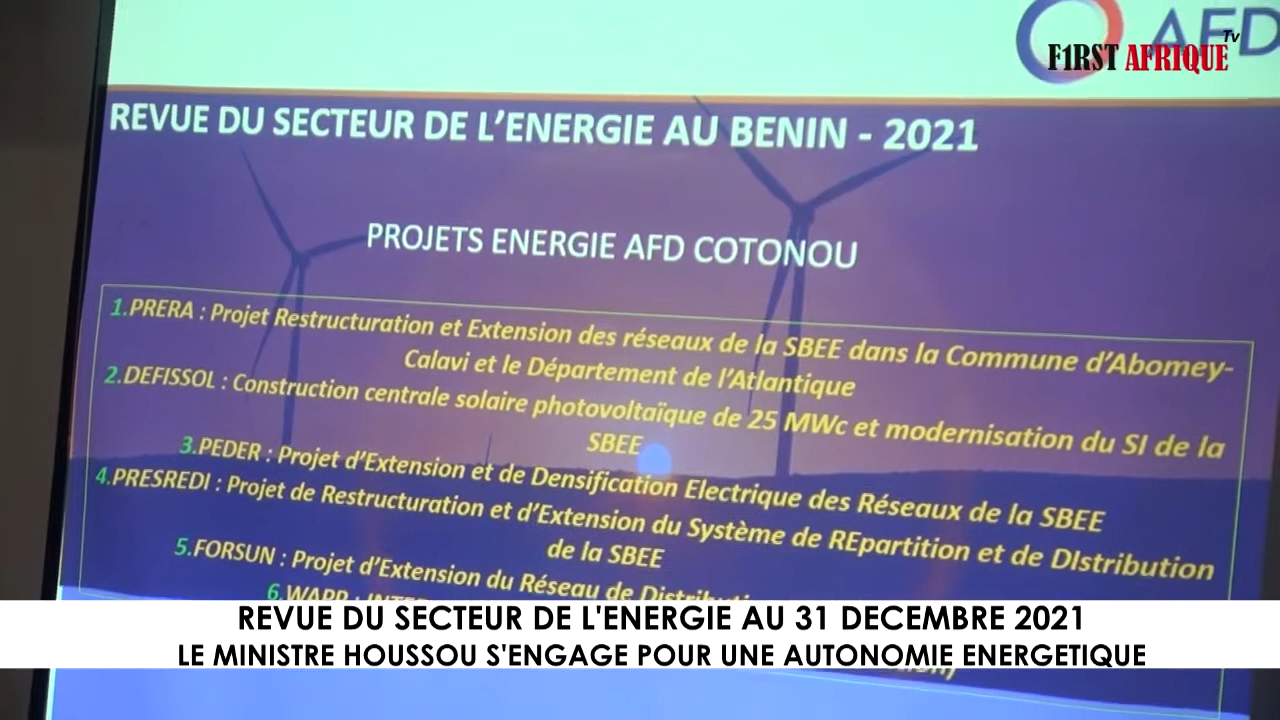 AFD
F1RST AFRIQUE Tv
REVUE DU SECTEUR DE L'ENERGIE AU BENIN - 2021
PROJETS ENERGIE AFD COTONOU
1.PRERA : Projet Restructuration et Extension des réseaux de la SBEE dans la Commune d'Abomey-
Calavi et le Département de l'Atlantique
2.DEFISSOL : Construction centrale solaire photovoltaïque de 25 MWc et modernisation du SI de la
SBEE
3.PEDER : Projet d'Extension et de Densification Electrique des Réseaux de la SBEE
4.PRESREDI : Projet de Restructuration et d'Extension du Système de REpartition et de DIstribution
de la SBEE
5.FORSUN : Projet d'Extension du Réseau de
6.WAPP :
REVUE DU SECTEUR DE L'ENERGIE AU 31 DECEMBRE 2021
LE MINISTRE HOUSSOU S'ENGAGE POUR UNE AUTONOMIE ENERGETIQUE